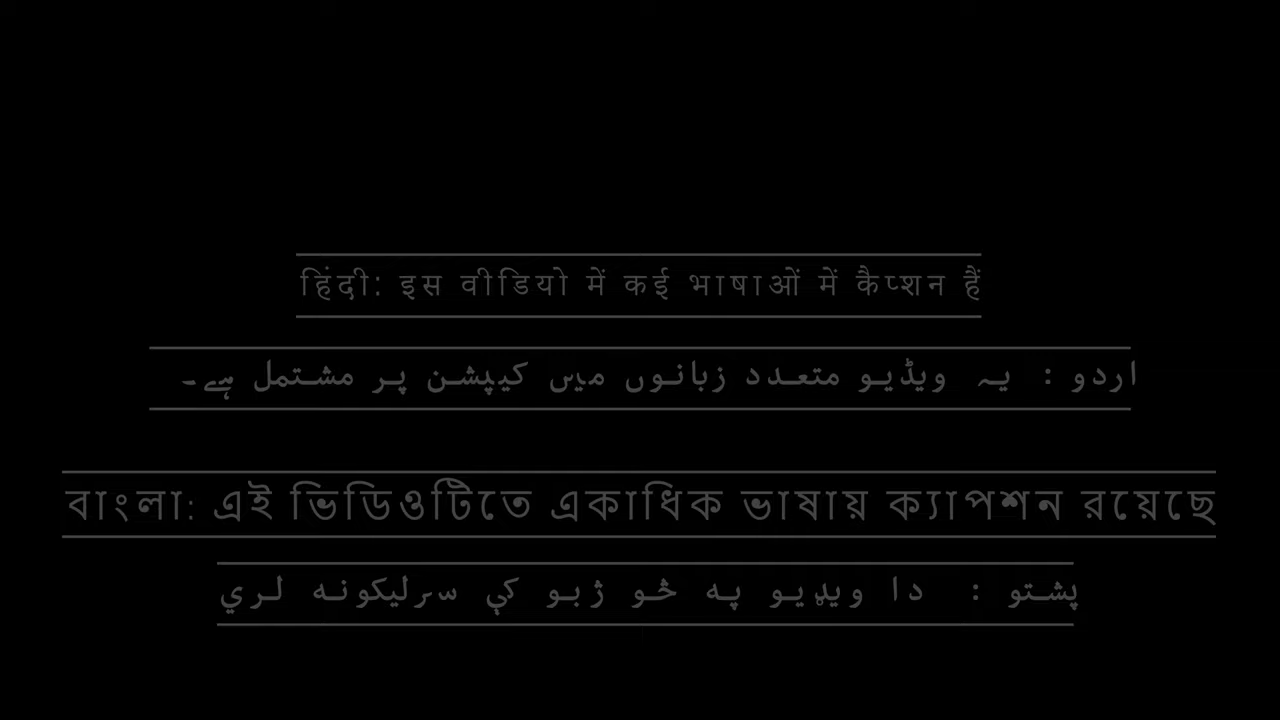 हिंदी: इस वीडियो में कई भाषाओं में कैप्शन हैं
اردو : یہ ویڈیو متعدد زبانوں میں کیپشن پر مشتمل ہے۔
বাংলা: এই ভিডিওটিতে একাধিক ভাষায় ক্যাপশন রয়েছে
پشتو : دا ویډیو په څو ژبو کې سرلیکونه لري